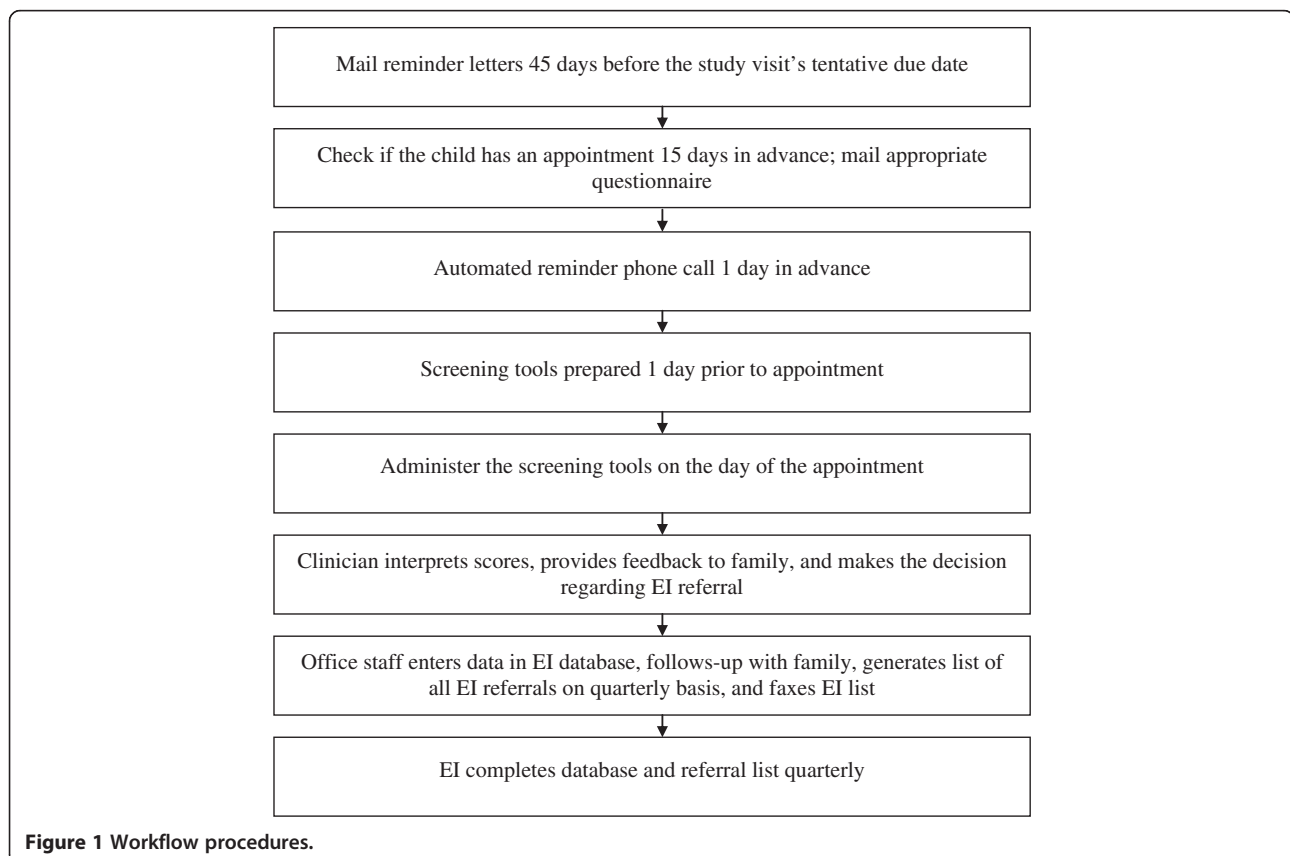 Mail reminder letters 45 days before the study visit's tentative due date
Check if the child has an appointment 15 days in advance; mail appropriate
questionnaire
Automated reminder phone call 1 day in advance
Screening tools prepared 1 day prior to appointment
Administer the screening tools on the day of the appointment
Clinician interprets scores, provides feedback to family, and makes the decision
regarding EI referral
Office staff enters data in EI database, follows-up with family, generates list of
all EI referrals on quarterly basis, and faxes EI list
EI completes database and referral list quarterly
Figure 1 Workflow procedures.